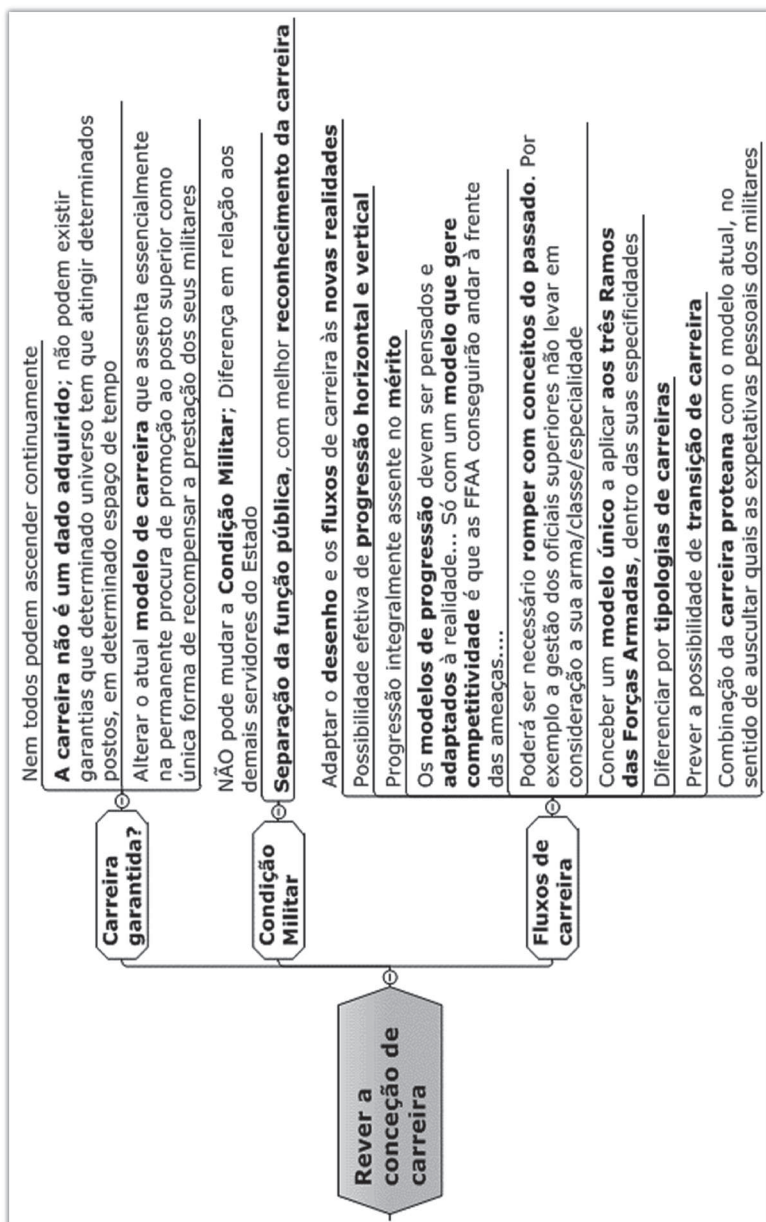 Rever a
conceção de
carreira
Carreira
garantida?
Nem todos podem ascender continuamente
A carreira não é um dado adquirido; não podem existir
garantias que determinado universo tem que atingir determinados
postos, em determinado espaço de tempo
Alterar o atual modelo de carreira que assenta essencialmente
na permanente procura de promoção ao posto superior como
única forma de recompensar a prestação dos seus militares
Condição
Militar
NÃO pode mudar a Condição Militar; Diferença em relação aos
demais servidores do Estado
Separação da função pública, com melhor reconhecimento da carreira
Fluxos de
carreira
Adaptar o desenho e os fluxos de carreira às novas realidades
Possibilidade efetiva de progressão horizontal e vertical
Progressão integralmente assente no mérito
Os modelos de progressão devem ser pensados e
adaptados à realidade... Só com um modelo que gere
competitividade é que as FFAA conseguirão andar à frente
das ameaças....
Poderá ser necessário romper com conceitos do passado. Por
exemplo a gestão dos oficiais superiores não levar em
consideração a sua arma/classe/especialidade
Conceber um modelo único a aplicar aos três Ramos
das Forças Armadas, dentro das suas especificidades
Diferenciar por tipologias de carreiras
Prever a possibilidade de transição de carreira
Combinação da carreira proteana com o modelo atual, no
sentido de auscultar quais as expetativas pessoais dos militares